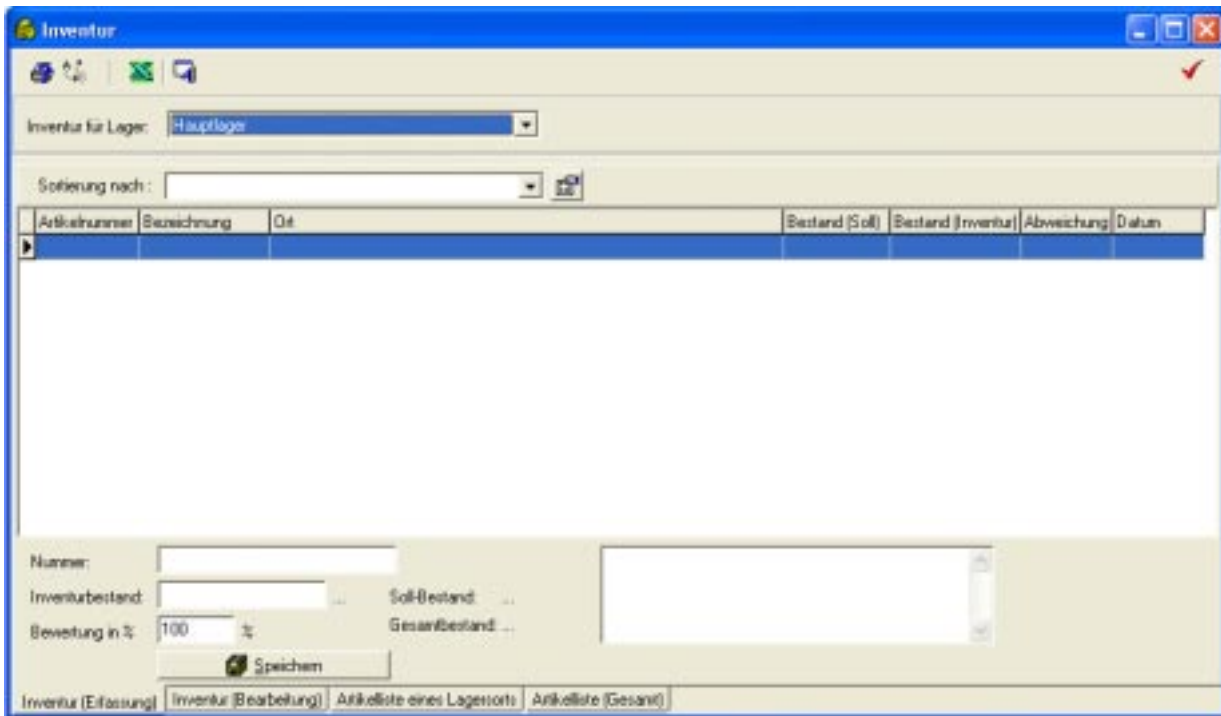 Inventur
Inventur für Lager: Hauptlager
Sortierung nach :
Artikelnummer Bezeichnung Ort Bestand (Soll) Bestand (Inventur) Abweichung Datum
Nummer:
Inventurbestand: ... Soll-Bestand: ...
Bewertung in % 100 % Gesamtbestand: ...
Speichern
Inventur (Erfassung) Inventur (Bearbeitung) Artikelliste eines Lagerorts Artikelliste (Gesamt)